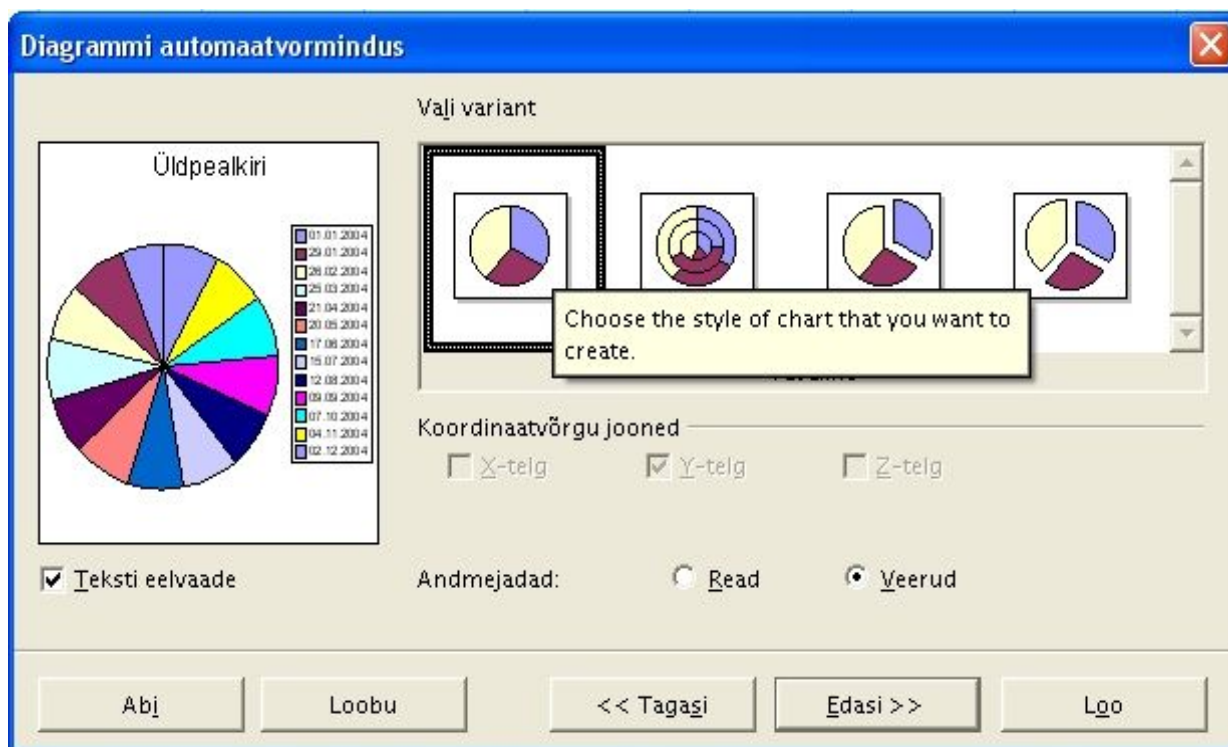 Diagrammi automaatvormindus
Vali variant
Üldpealkiri
01.01.2004
29.01.2004
26.02.2004
25.03.2004
21.04.2004
20.05.2004
17.06.2004
15.07.2004
12.08.2004
09.09.2004
07.10.2004
04.11.2004
02.12.2004
Choose the style of chart that you want to
create.
Koordinaatvõrgu jooned
X-telg Y-telg Z-telg
Teksti eelvaade
Andmejadad: Read Veerud
Abi Loobu << Tagasi Edasi >> Loo